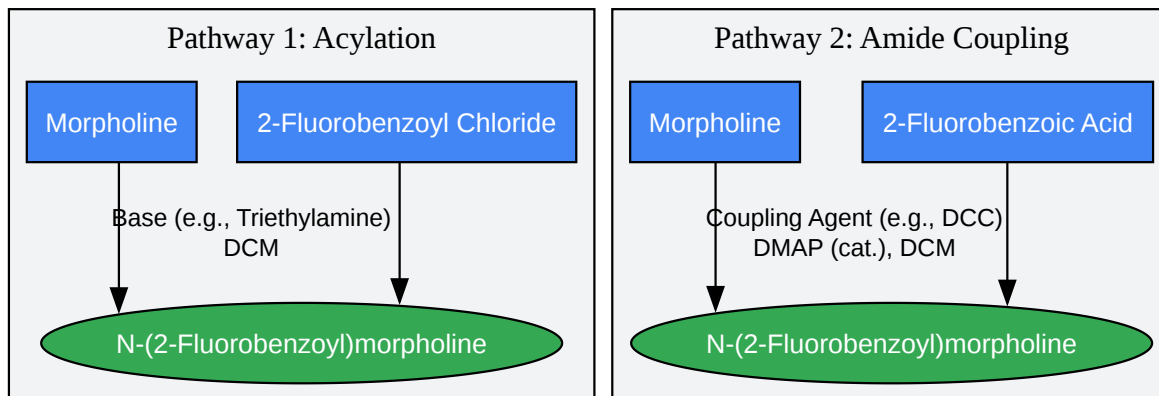 Pathway 1: Acylation
Morpholine
2-Fluorobenzoyl Chloride
Base (e.g., Triethylamine)
DCM
N-(2-Fluorobenzoyl)morpholine
Pathway 2: Amide Coupling
Morpholine
2-Fluorobenzoic Acid
Coupling Agent (e.g., DCC)
DMAP (cat.), DCM
N-(2-Fluorobenzoyl)morpholine